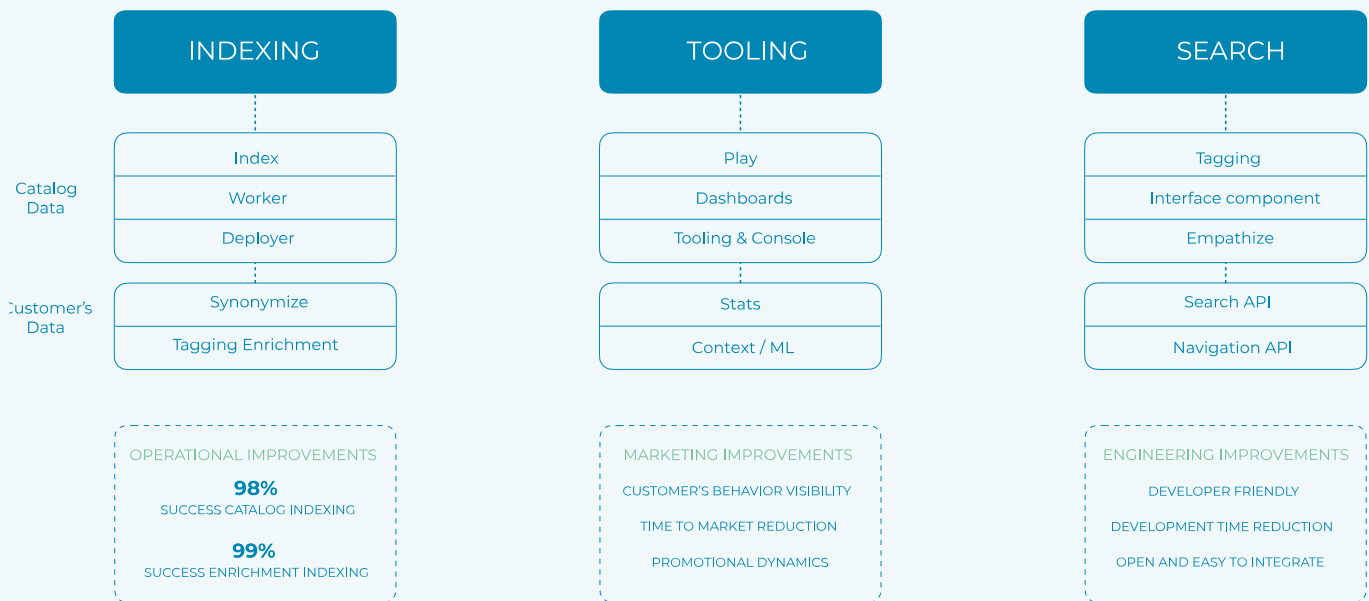 INDEXING
TOOLING
SEARCH
Catalog
Data
Index
Worker
Deployer
Play
Dashboards
Tooling & Console
Tagging
Interface component
Empathize
Customer's
Data
Synonymize
Tagging Enrichment
Stats
Context / ML
Search API
Navigation API
OPERATIONAL IMPROVEMENTS
98%
SUCCESS CATALOG INDEXING
99%
SUCCESS ENRICHMENT INDEXING
MARKETING IMPROVEMENTS
CUSTOMER'S BEHAVIOR VISIBILITY
TIME TO MARKET REDUCTION
PROMOTIONAL DYNAMICS
ENGINEERING IMPROVEMENTS
DEVELOPER FRIENDLY
DEVELOPMENT TIME REDUCTION
OPEN AND EASY TO INTEGRATE